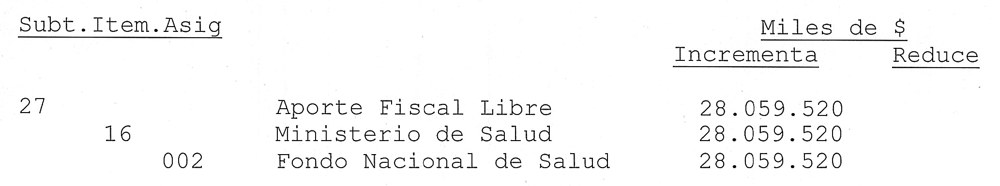 Subt.Item.Asig Miles de $
Incrementa Reduce
27 Aporte Fiscal Libre 28.059.520
16 Ministerio de Salud 28.059.520
002 Fondo Nacional de Salud 28.059.520